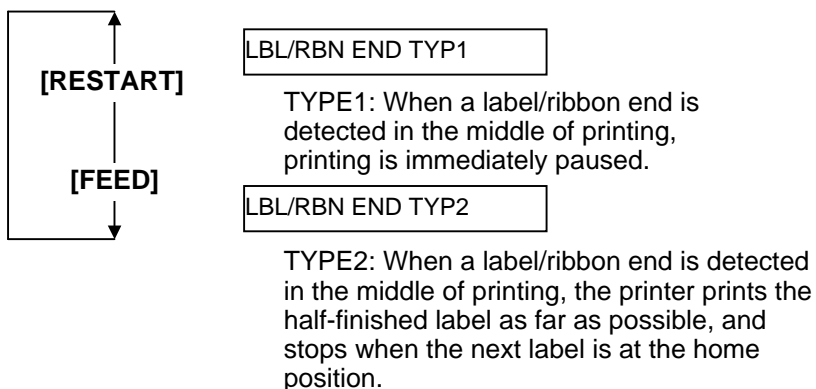 LBL/RBN END TYP1
[RESTART]
TYPE1: When a label/ribbon end is
detected in the middle of printing,
printing is immediately paused.
[FEED]
LBL/RBN END TYP2
TYPE2: When a label/ribbon end is detected
in the middle of printing, the printer prints the
half-finished label as far as possible, and
stops when the next label is at the home
position.